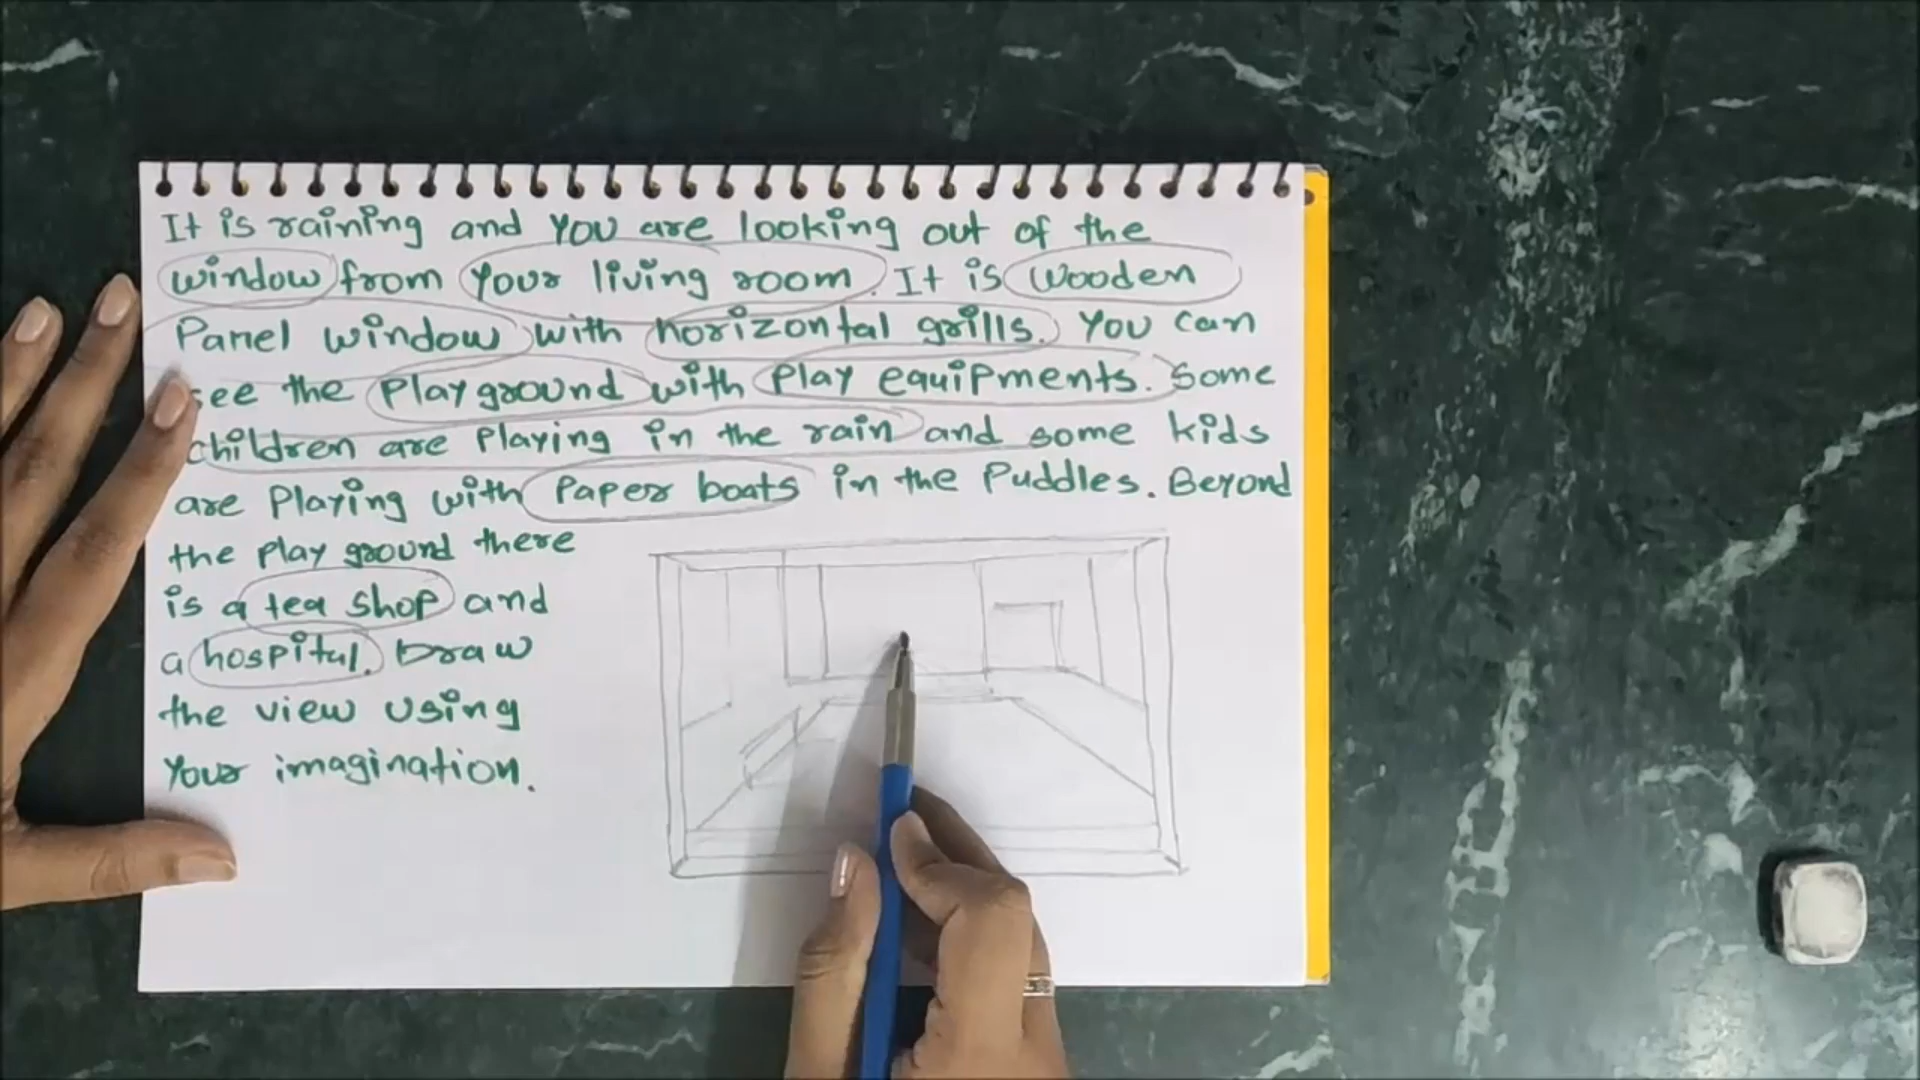 It is raining and you are looking out of the
window from your living room. It is wooden
Panel window with horizontal grills. You can
see the playground with play equipments. Some
children are playing in the rain and some kids
are playing with paper boats in the puddles. Beyond
the play ground there
is a tea shop and
a hospital. Draw
the view using
your imagination.